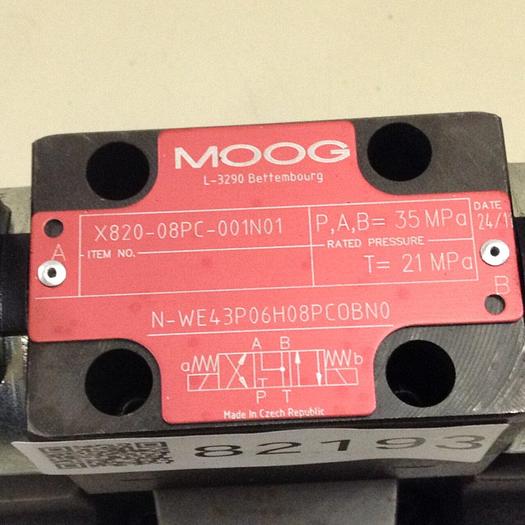 MOOG
L-3290 Bettembourg
X820-08PC-001N01
ITEM NO.
P,A,B= 35 MPa
RATED PRESSURE
T= 21 MPa
DATE
24/1
A
B
N-WE43P06H08PCOBN0
A B
a b
T
P T
Made in Czech Republic
82193